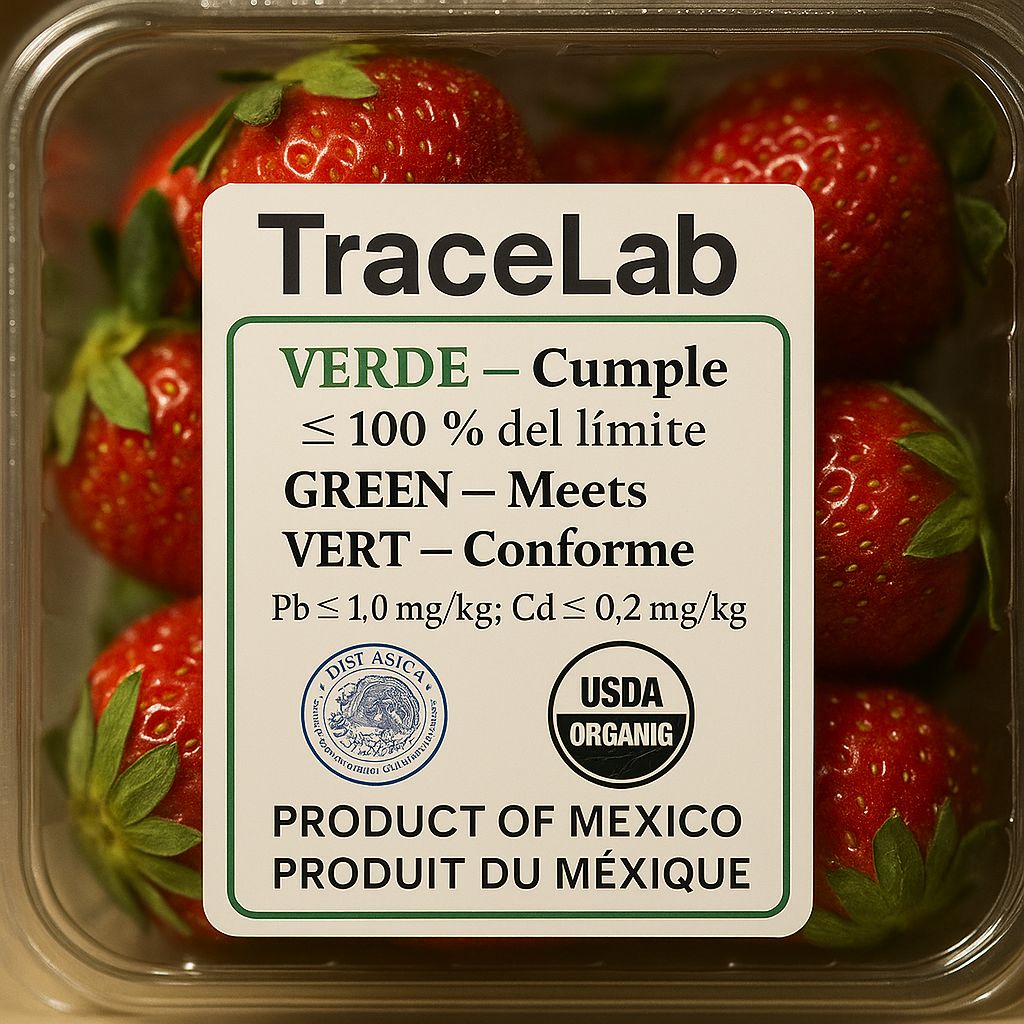 TraceLab
VERDE – Cumple
≤ 100 % del límite
GREEN – Meets
VERT – Conforme
Pb ≤ 1,0 mg/kg; Cd ≤ 0,2 mg/kg
DIST ASICA
USDA
ORGANIG
PRODUCT OF MEXICO
PRODUIT DU MÉXIQUE